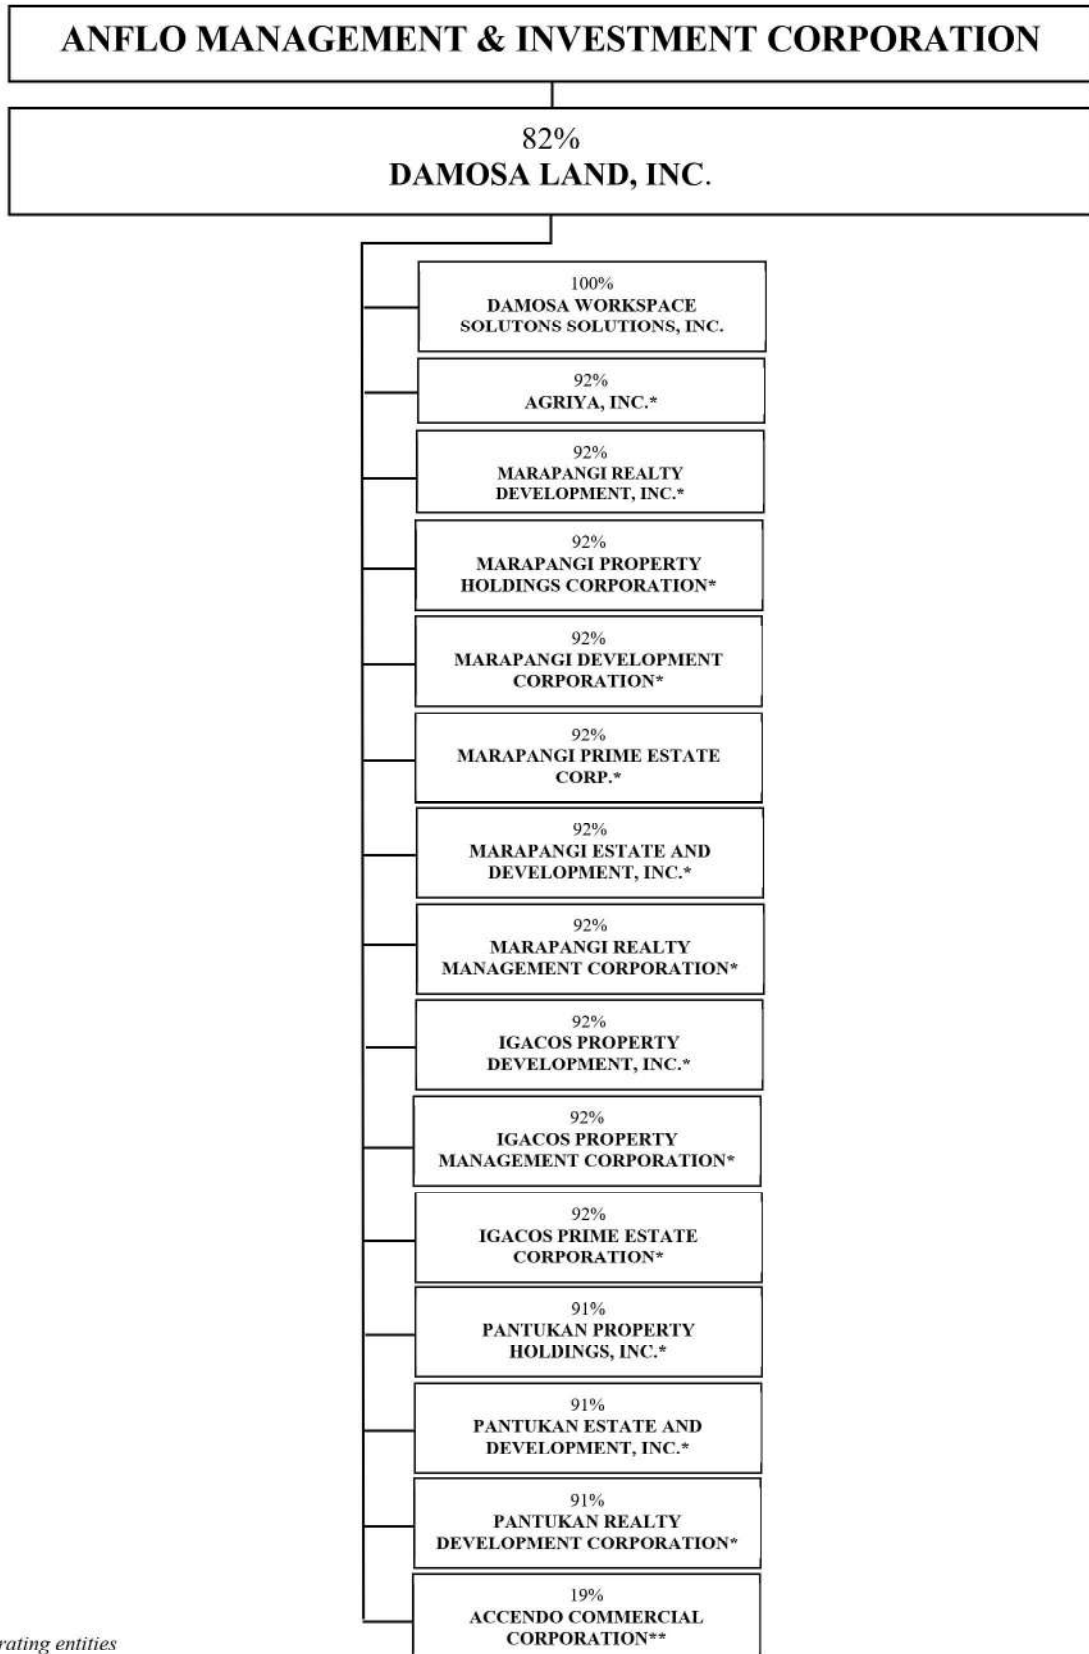 ANFLO MANAGEMENT & INVESTMENT CORPORATION
82%
DAMOSA LAND, INC.
100%
DAMOSA WORKSPACE
SOLUTONS SOLUTIONS, INC.
92%
AGRIYA, INC.*
92%
MARAPANGI REALTY
DEVELOPMENT, INC.*
92%
MARAPANGI PROPERTY
HOLDINGS CORPORATION*
92%
MARAPANGI DEVELOPMENT
CORPORATION*
92%
MARAPANGI PRIME ESTATE
CORP.*
92%
MARAPANGI ESTATE AND
DEVELOPMENT, INC.*
92%
MARAPANGI REALTY
MANAGEMENT CORPORATION*
92%
IGACOS PROPERTY
DEVELOPMENT, INC.*
92%
IGACOS PROPERTY
MANAGEMENT CORPORATION*
92%
IGACOS PRIME ESTATE
CORPORATION*
91%
PANTUKAN PROPERTY
HOLDINGS, INC.*
91%
PANTUKAN ESTATE AND
DEVELOPMENT, INC.*
91%
PANTUKAN REALTY
DEVELOPMENT CORPORATION*
19%
ACCENDO COMMERCIAL
CORPORATION**
entities